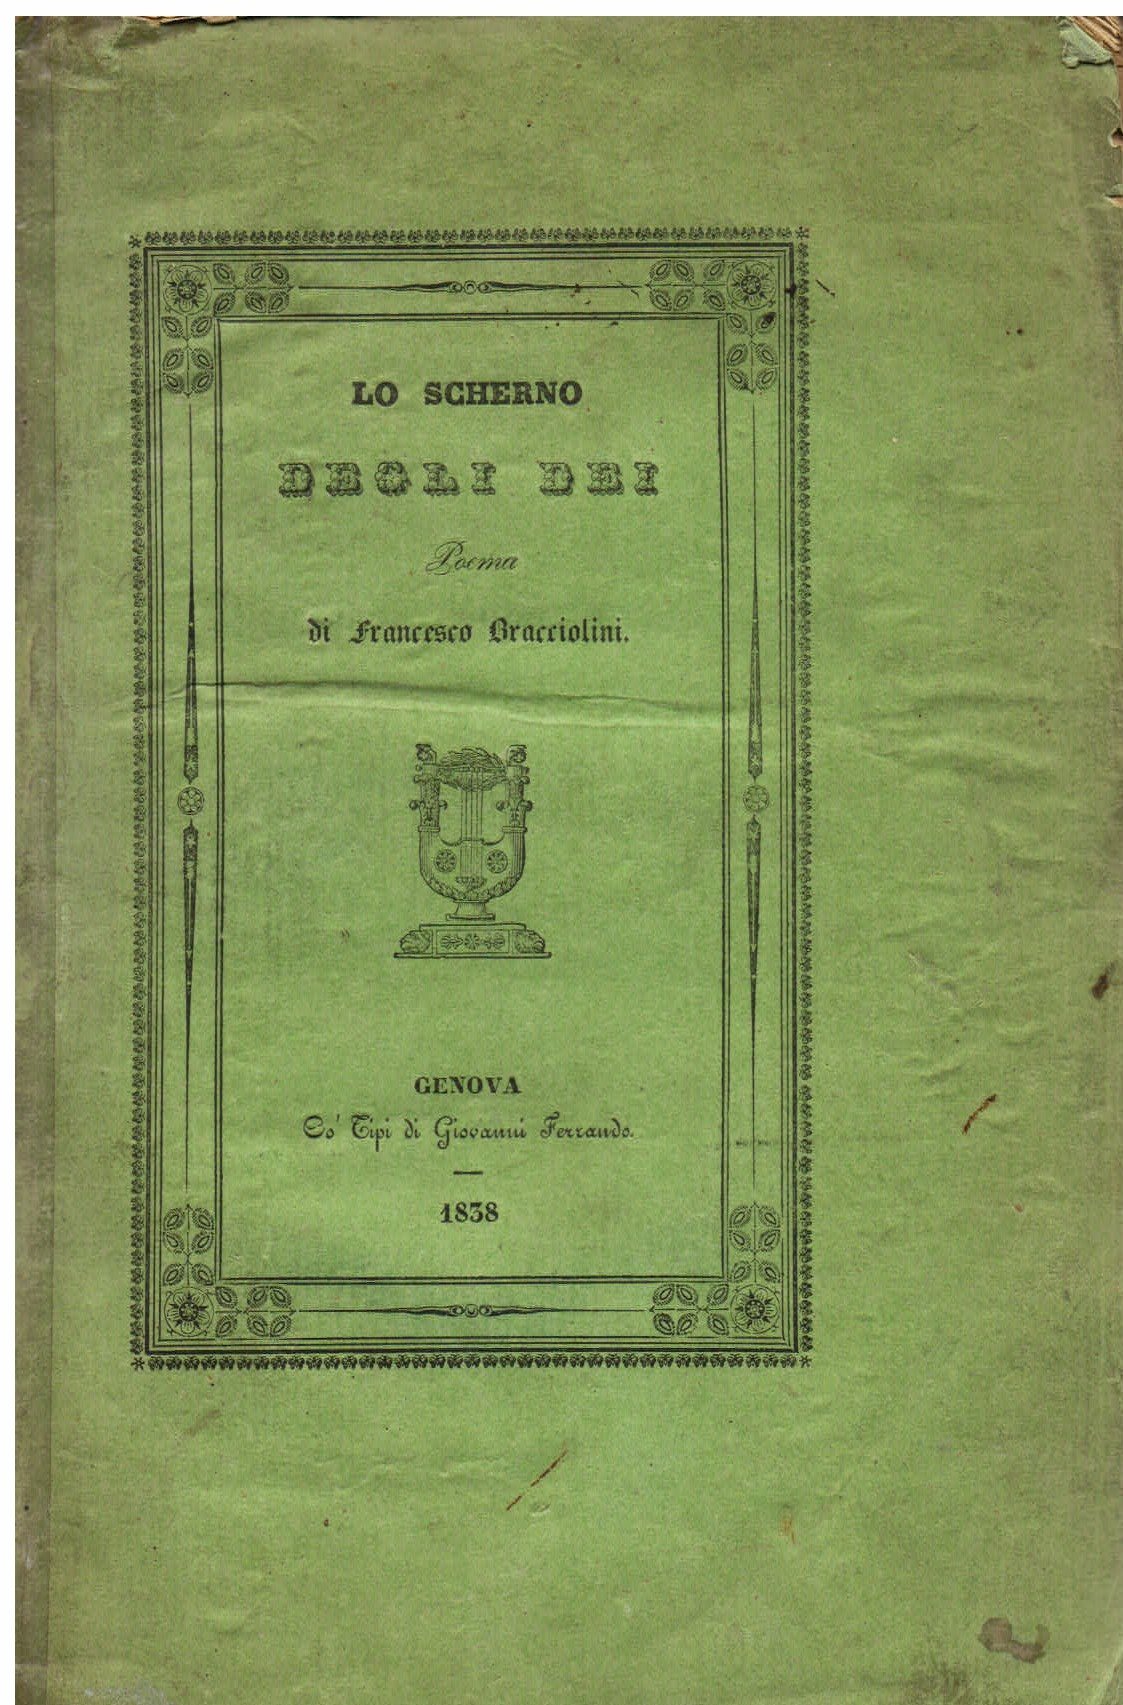 LO SCHERNO
DEGLI DEI
Poema
di Francesco Bracciolini.
GENOVA
Co' Tipi di Giovanni Ferrando.
1838